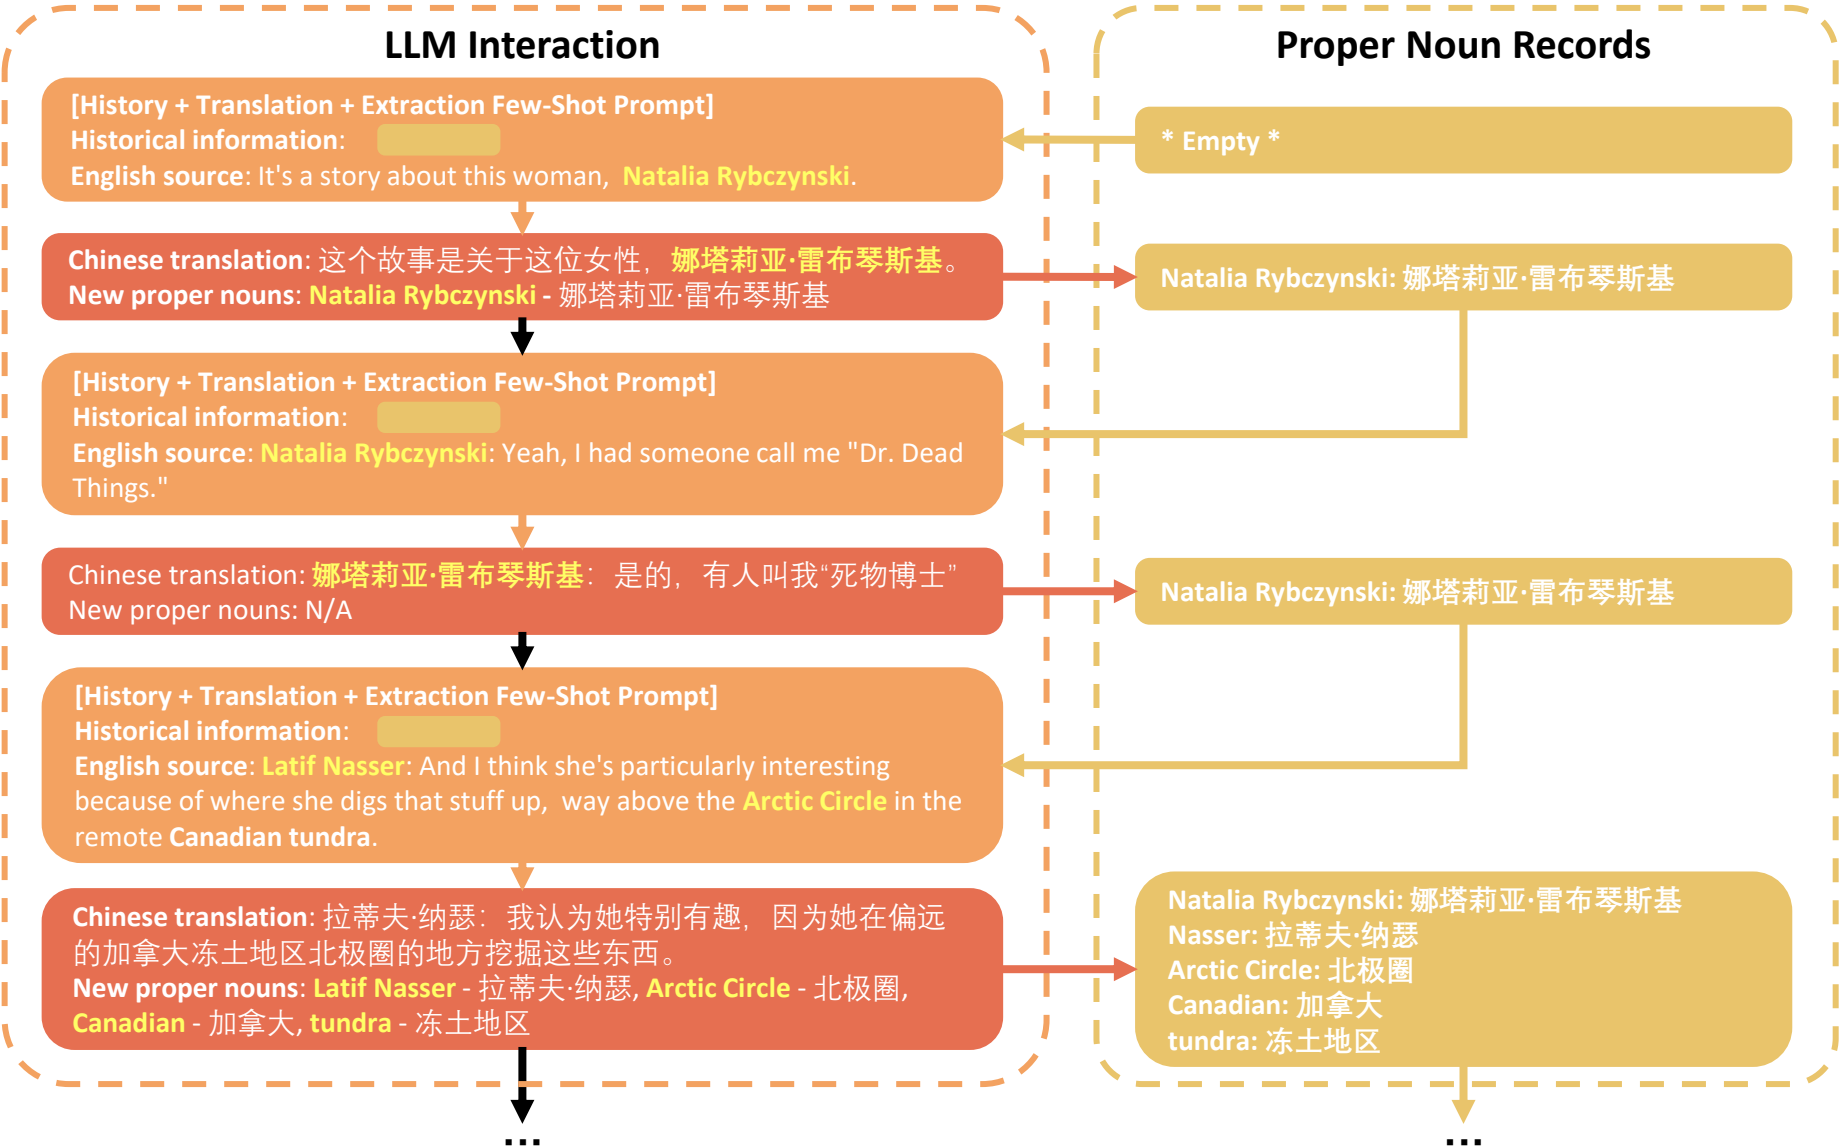 LLM Interaction
[History + Translation + Extraction Few-Shot Prompt]
Historical information:
English source: It's a story about this woman, Natalia Rybczynski.
Chinese translation: 这个故事是关于这位女性，娜塔莉亚·雷布琴斯基。
New proper nouns: Natalia Rybczynski - 娜塔莉亚·雷布琴斯基
[History + Translation + Extraction Few-Shot Prompt]
Historical information:
English source: Natalia Rybczynski: Yeah, I had someone call me "Dr. Dead
Things."
Chinese translation: 娜塔莉亚·雷布琴斯基：是的，有人叫我“死物博士”
New proper nouns: N/A
[History + Translation + Extraction Few-Shot Prompt]
Historical information:
English source: Latif Nasser: And I think she's particularly interesting
because of where she digs that stuff up, way above the Arctic Circle in the
remote Canadian tundra.
Chinese translation: 拉蒂夫·纳瑟：我认为她特别有趣，因为她在偏远
的加拿大冻土地区北极圈的地方挖掘这些东西。
New proper nouns: Latif Nasser - 拉蒂夫·纳瑟, Arctic Circle - 北极圈,
Canadian - 加拿大, tundra - 冻土地区
...
Proper Noun Records
* Empty *
Natalia Rybczynski: 娜塔莉亚·雷布琴斯基
Natalia Rybczynski: 娜塔莉亚·雷布琴斯基
Natalia Rybczynski: 娜塔莉亚·雷布琴斯基
Nasser: 拉蒂夫·纳瑟
Arctic Circle: 北极圈
Canadian: 加拿大
tundra: 冻土地区
...